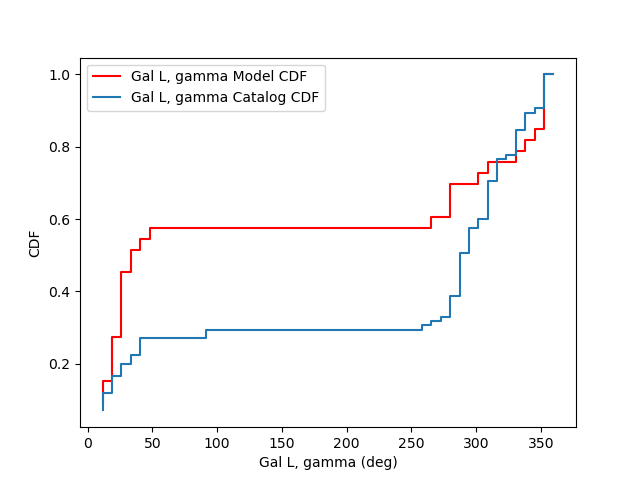 Gal L, gamma Model CDF
Gal L, gamma Catalog CDF
1.0
0.8
0.6
0.4
0.2
CDF
0 50 100 150 200 250 300 350
Gal L, gamma (deg)